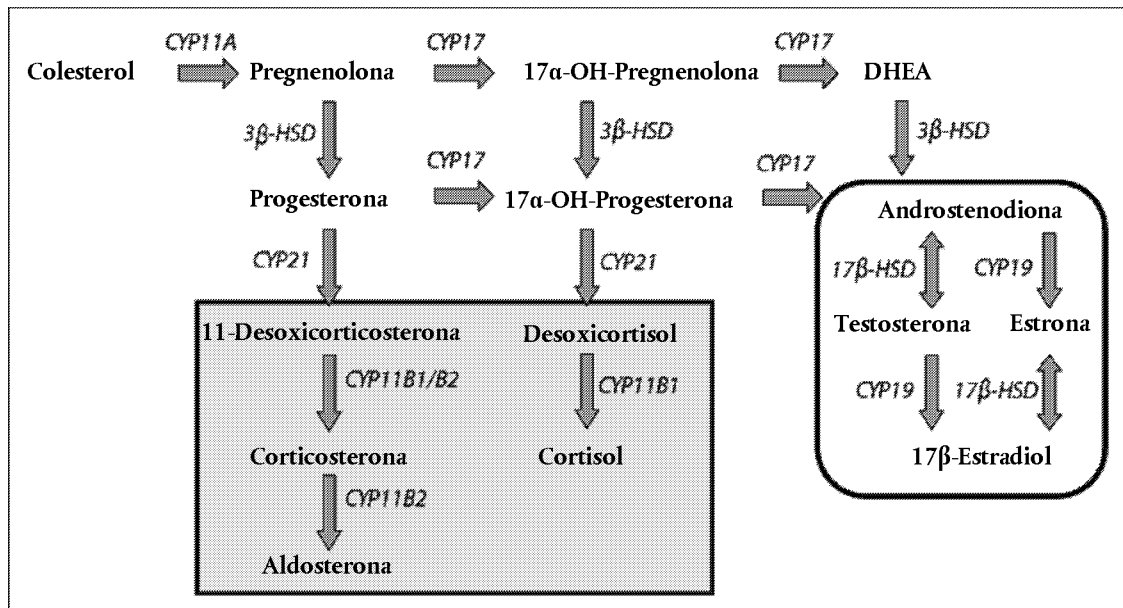 CYP11A
CYP17
CYP17
Colesterol
Pregnenolona
17α-OH-Pregnenolona
DHEA
3β-HSD
3β-HSD
3β-HSD
CYP17
CYP17
Progesterona
17α-OH-Progesterona
Androstenodiona
CYP21
CYP21
17β-HSD
CYP19
11-Desoxicorticosterona
Desoxicortisol
Testosterona
Estrona
CYP11B1/B2
CYP11B1
CYP19
17β-HSD
Corticosterona
Cortisol
17β-Estradiol
CYP11B2
Aldosterona